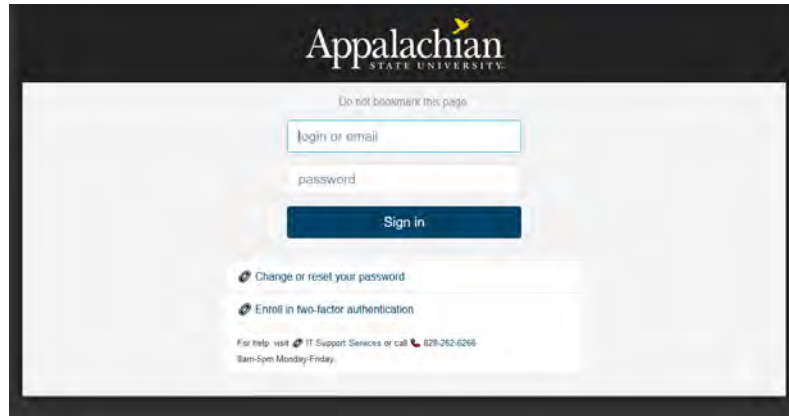 Appalachian
STATE UNIVERSITY.
Do not bookmark this page
login or email
password
Sign in
Change or reset your password
Enroll in two-factor authentication
For help visit IT Support Services or call 828-262-6266
8am-5pm Monday-Friday